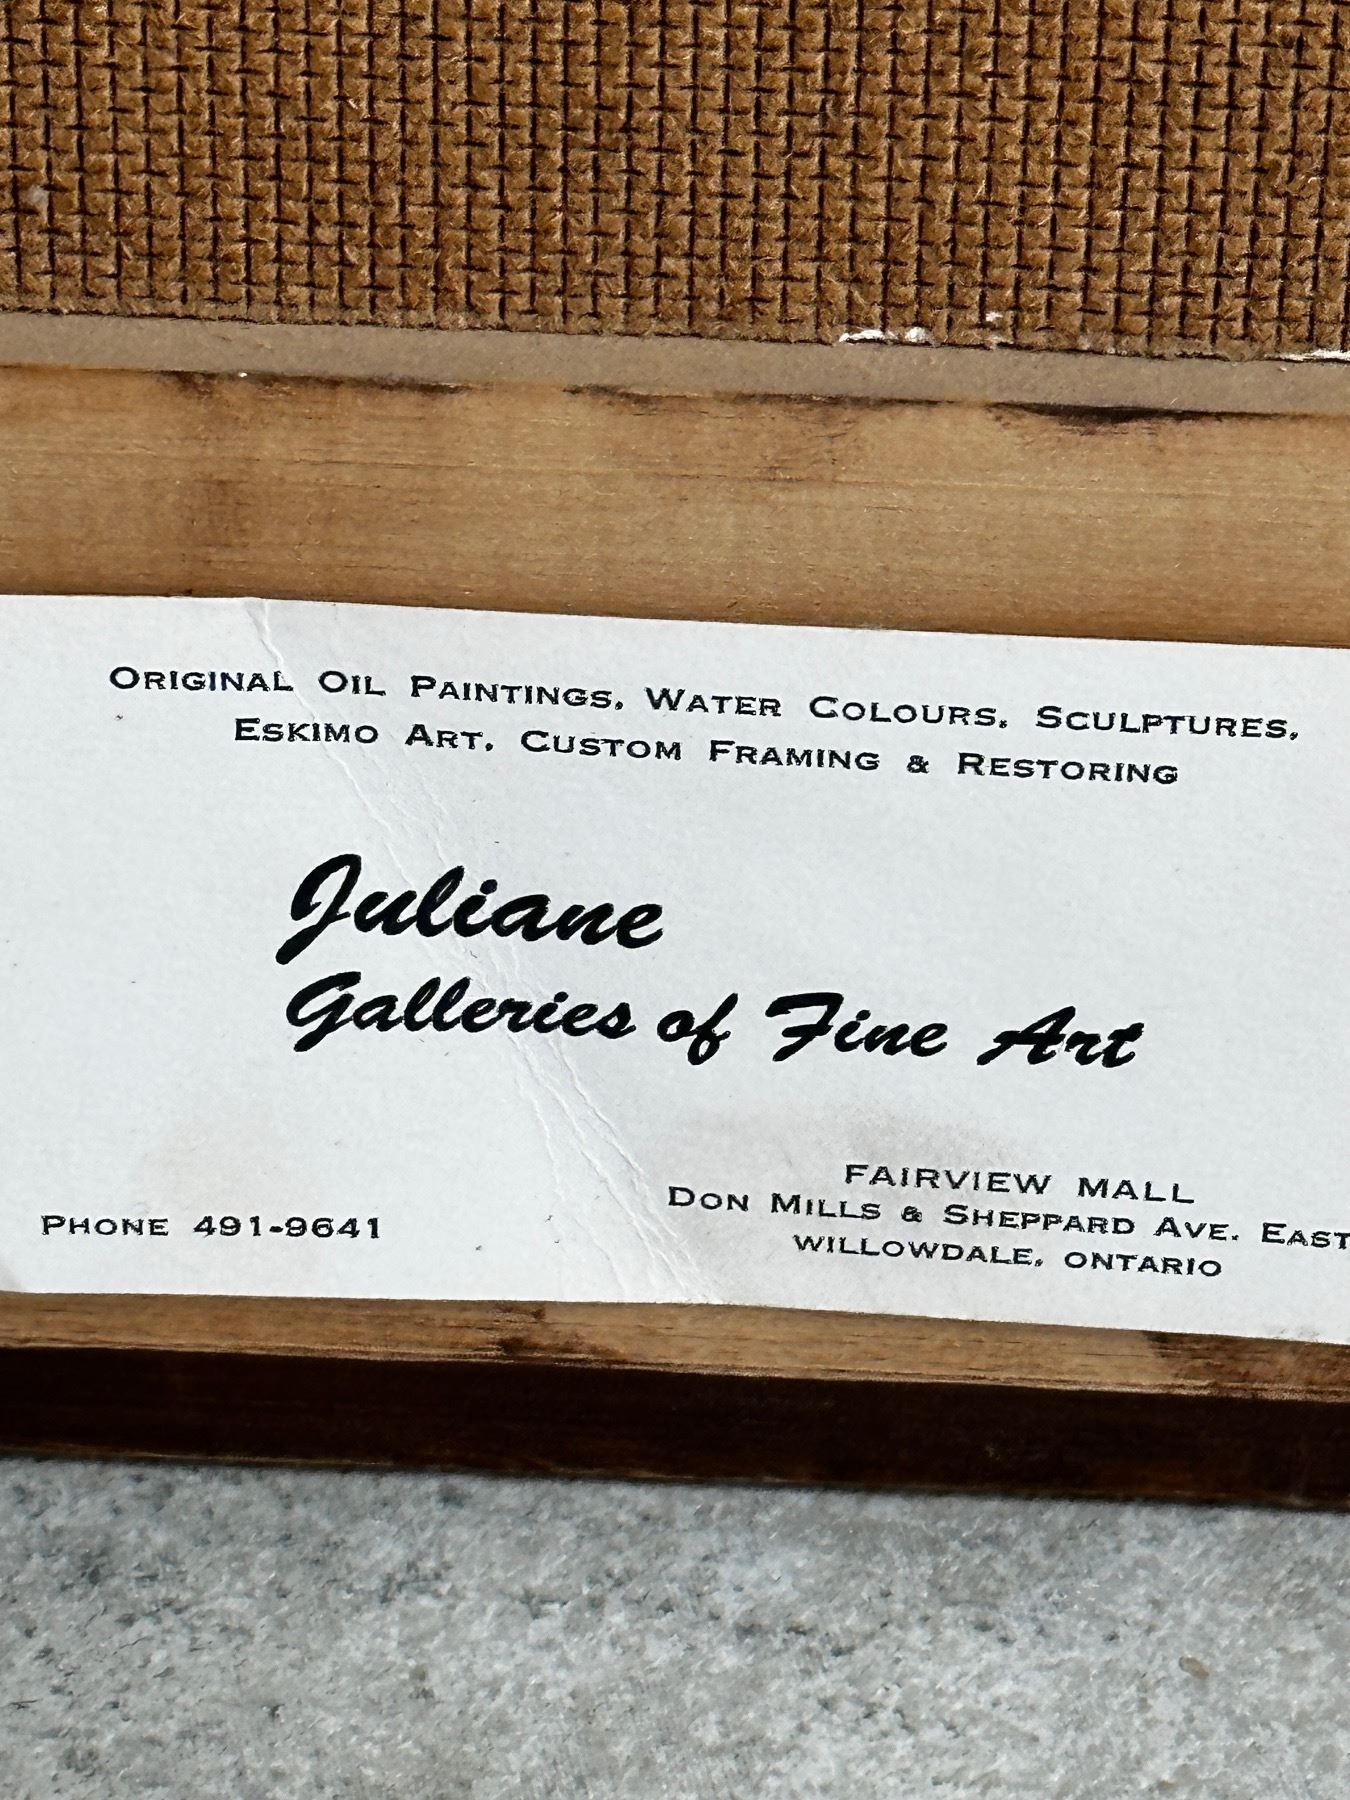 ORIGINAL OIL PAINTINGS, WATER COLOURS, SCULPTURES,
ESKIMO ART, CUSTOM FRAMING & RESTORING
Juliane
Galleries of Fine Art
FAIRVIEW MALL
DON MILLS & SHEPPARD AVE. EAST
WILLOWDALE, ONTARIO
PHONE 491-9641